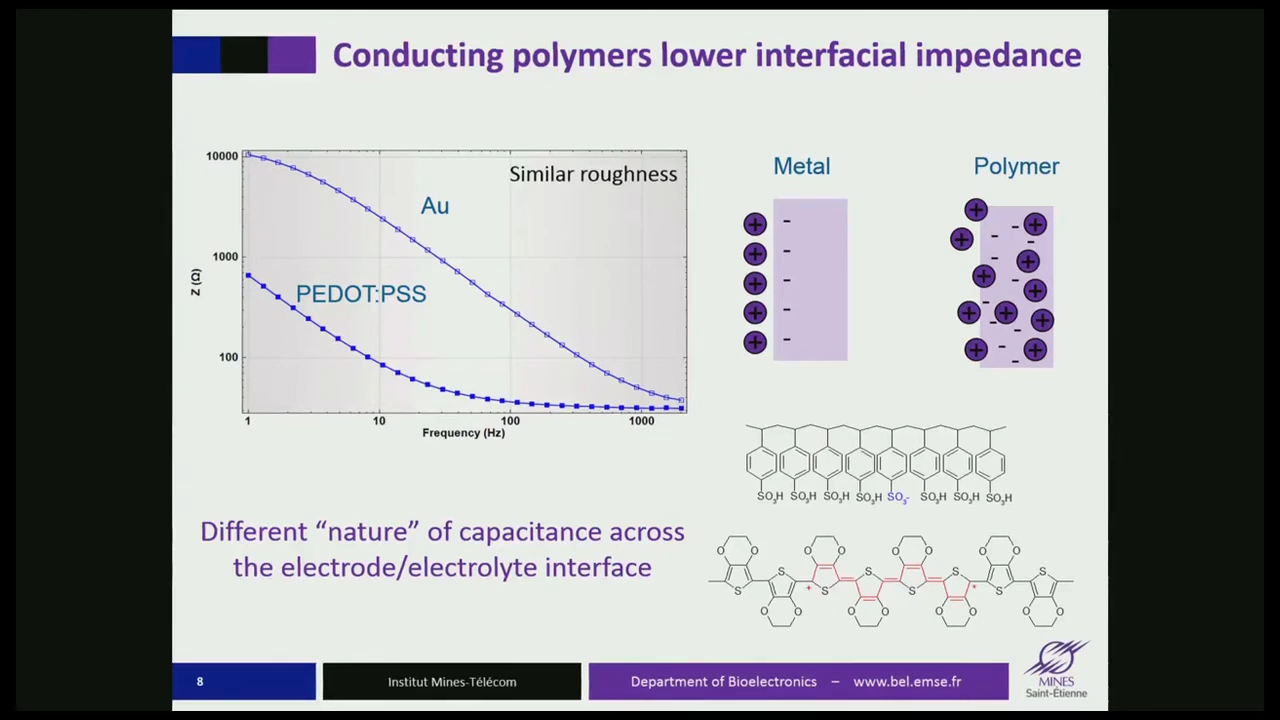 Conducting polymers lower interfacial impedance
10000
1000
100
Z (Ω)
Similar roughness
Au
PEDOT:PSS
1
10
100
1000
Frequency (Hz)
Metal
Polymer
+ -
+ -
+ -
+ -
+ -
SO₃H SO₃H SO₃H SO₃H SO₃- SO₃H SO₃H SO₃H
Different “nature” of capacitance across
the electrode/electrolyte interface
O O O O O O O O
S S S S
+ *
S S S S
O O O O O O O O
8
Institut Mines-Télécom
Department of Bioelectronics – www.bel.emse.fr
MINES
Saint-Étienne